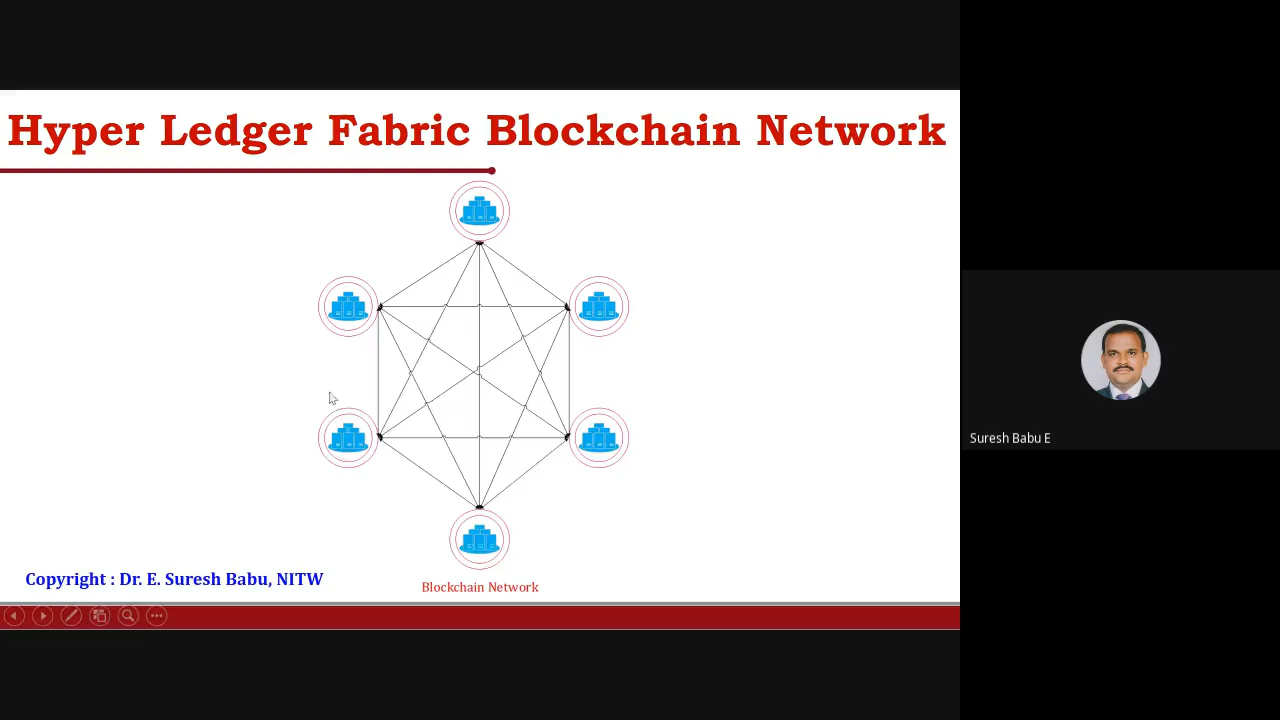 Hyper Ledger Fabric Blockchain Network
Suresh Babu E
Copyright : Dr. E. Suresh Babu, NITW
Blockchain Network